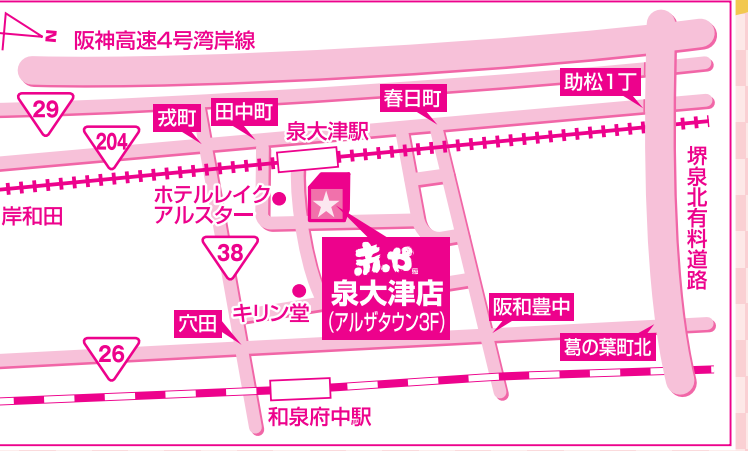 N
阪神高速4号湾岸線
29
204
戎町
田中町
泉大津駅
春日町
助松1丁
岸和田
ホテルレイク
アルスター
38
堺泉北有料道路
赤や
泉大津店
(アルザタウン3F)
キリン堂
穴田
26
阪和豊中
葛の葉町北
和泉府中駅